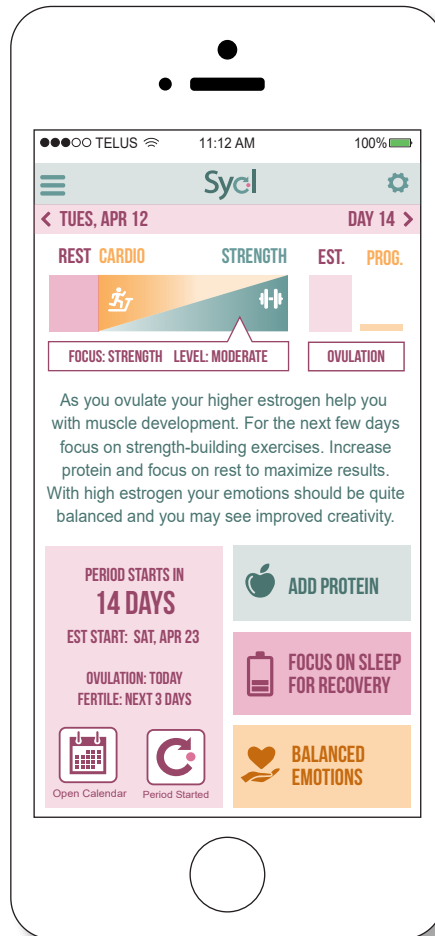 TELUS 11:12 AM 100%
Sycl
< TUES, APR 12 DAY 14 >
REST CARDIO STRENGTH EST. PROG.
FOCUS: STRENGTH LEVEL: MODERATE OVULATION
As you ovulate your higher estrogen help you
with muscle development. For the next few days
focus on strength-building exercises. Increase
protein and focus on rest to maximize results.
With high estrogen your emotions should be quite
balanced and you may see improved creativity.
PERIOD STARTS IN
14 DAYS
EST START: SAT, APR 23
OVULATION: TODAY
FERTILE: NEXT 3 DAYS
Open Calendar Period Started
ADD PROTEIN
FOCUS ON SLEEP
FOR RECOVERY
BALANCED
EMOTIONS